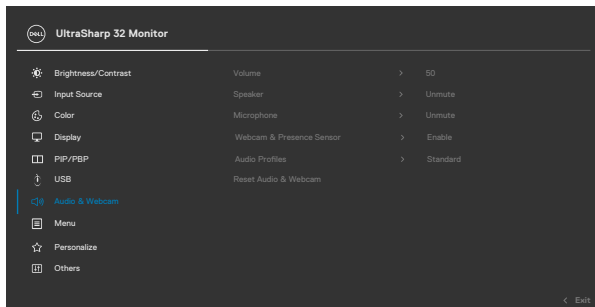 DELL UltraSharp 32 Monitor
Brightness/Contrast Volume > 50
Input Source Speaker > Unmute
Color Microphone > Unmute
Display Webcam & Presence Sensor > Enable
PIP/PBP Audio Profiles > Standard
USB Reset Audio & Webcam
Audio & Webcam
Menu
Personalize
Others
< Exit